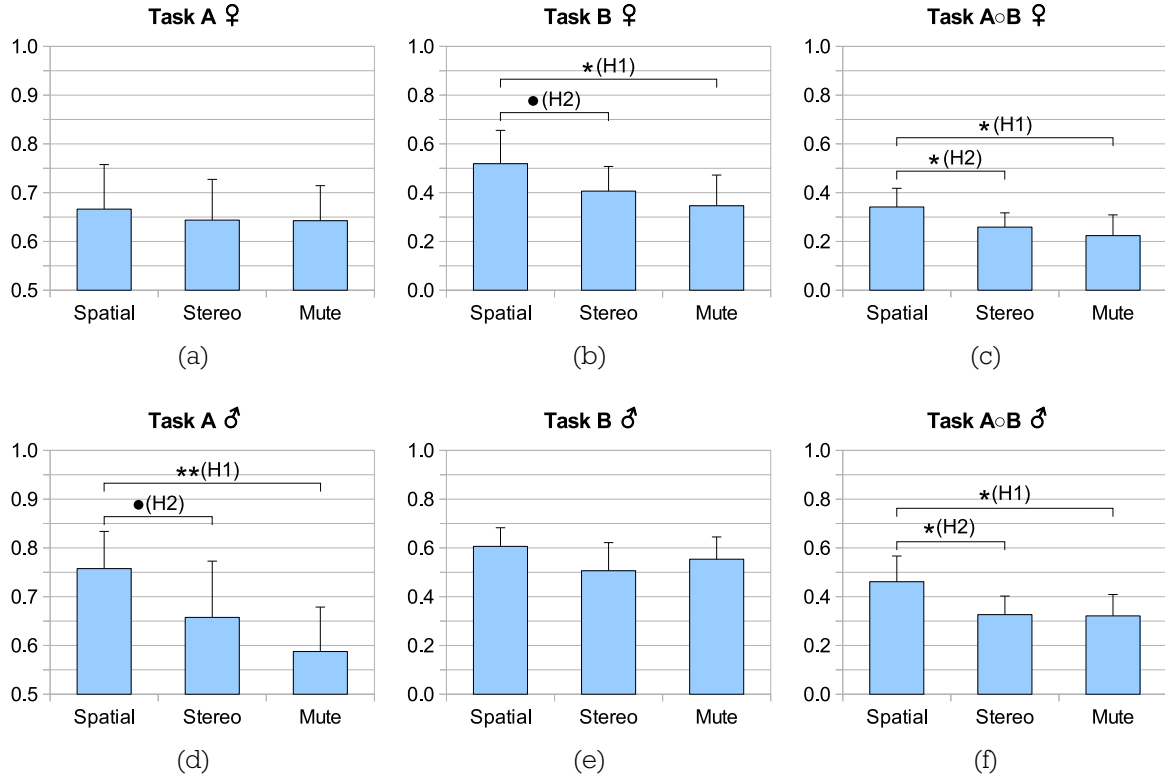 Task A ♀
1.0
0.9
0.8
0.7
0.6
0.5
Spatial Stereo Mute
(a)
Task B ♀
1.0
0.8
0.6
0.4
0.2
0.0
*(H1)
●(H2)
Spatial Stereo Mute
(b)
Task A○B ♀
1.0
0.8
0.6
0.4
0.2
0.0
*(H1)
*(H2)
Spatial Stereo Mute
(c)
Task A ♂
1.0
0.9
0.8
0.7
0.6
0.5
**(H1)
●(H2)
Spatial Stereo Mute
(d)
Task B ♂
1.0
0.8
0.6
0.4
0.2
0.0
Spatial Stereo Mute
(e)
Task A○B ♂
1.0
0.8
0.6
0.4
0.2
0.0
*(H1)
*(H2)
Spatial Stereo Mute
(f)